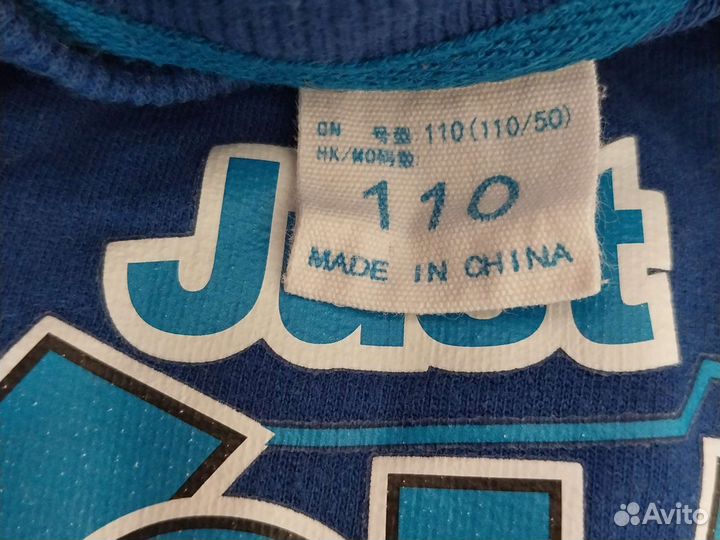 CN 号型 110(110/50)
HK/MO码数:
110
MADE IN CHINA
Just
Avito